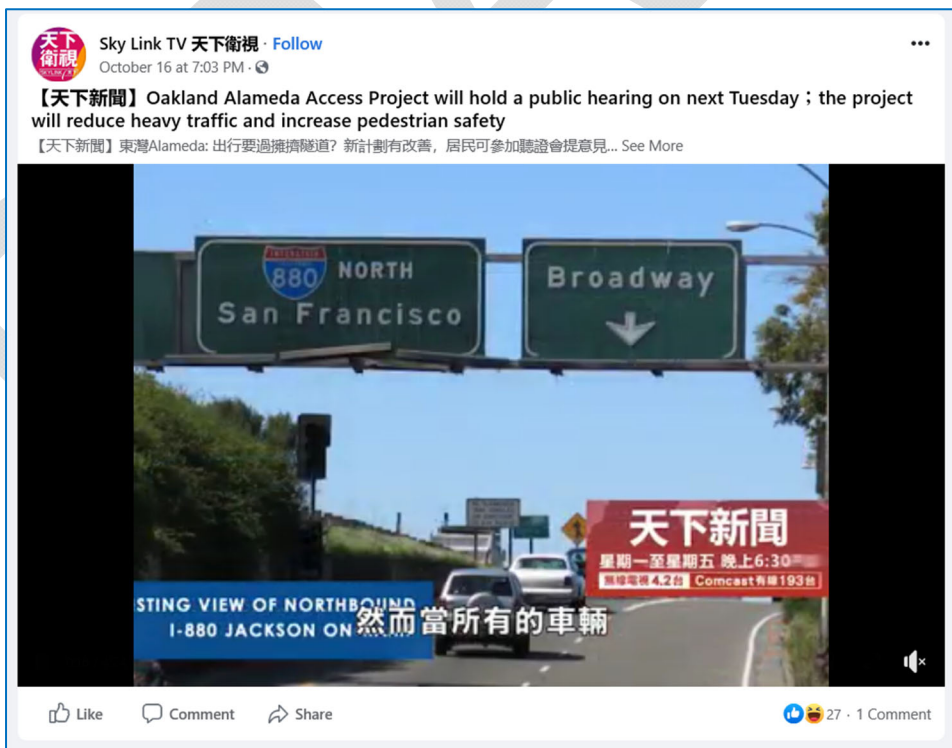 天下
衛視
SKYLINK
Sky Link TV 天下衛視 · Follow
October 16 at 7:03 PM ·
【天下新聞】Oakland Alameda Access Project will hold a public hearing on next Tuesday；the project
will reduce heavy traffic and increase pedestrian safety
【天下新聞】東灣Alameda: 出行要過擁擠隧道？新計劃有改善，居民可參加聽證會提意見... See More
INTERSTATE
880 NORTH
San Francisco
Broadway
天下新聞
星期一至星期五 晚上6:30
無線電視4.2台 Comcast有線193台
STING VIEW OF NORTHBOUND
I-880 JACKSON ON
然而當所有的車輛
Like Comment Share 27 · 1 Comment